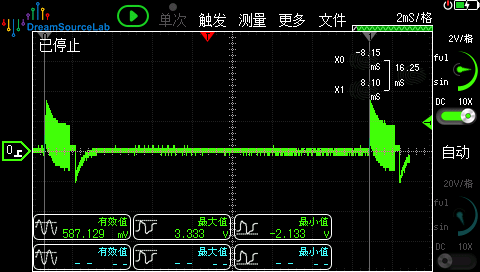 DreamSourceLab 单次 触发 测量 更多 文件 2mS/格
已停止
2V/格
X0 -8.15 mS
16.25 mS
X1 8.10 mS
ful
sin
DC 10X
0
自动
20V/格
ful
sin
DC 10X
有效值 587.129 mV
最大值 3.333 V
最小值 -2.133 V
有效值 - - - -
最大值 - - - -
最小值 - - - -